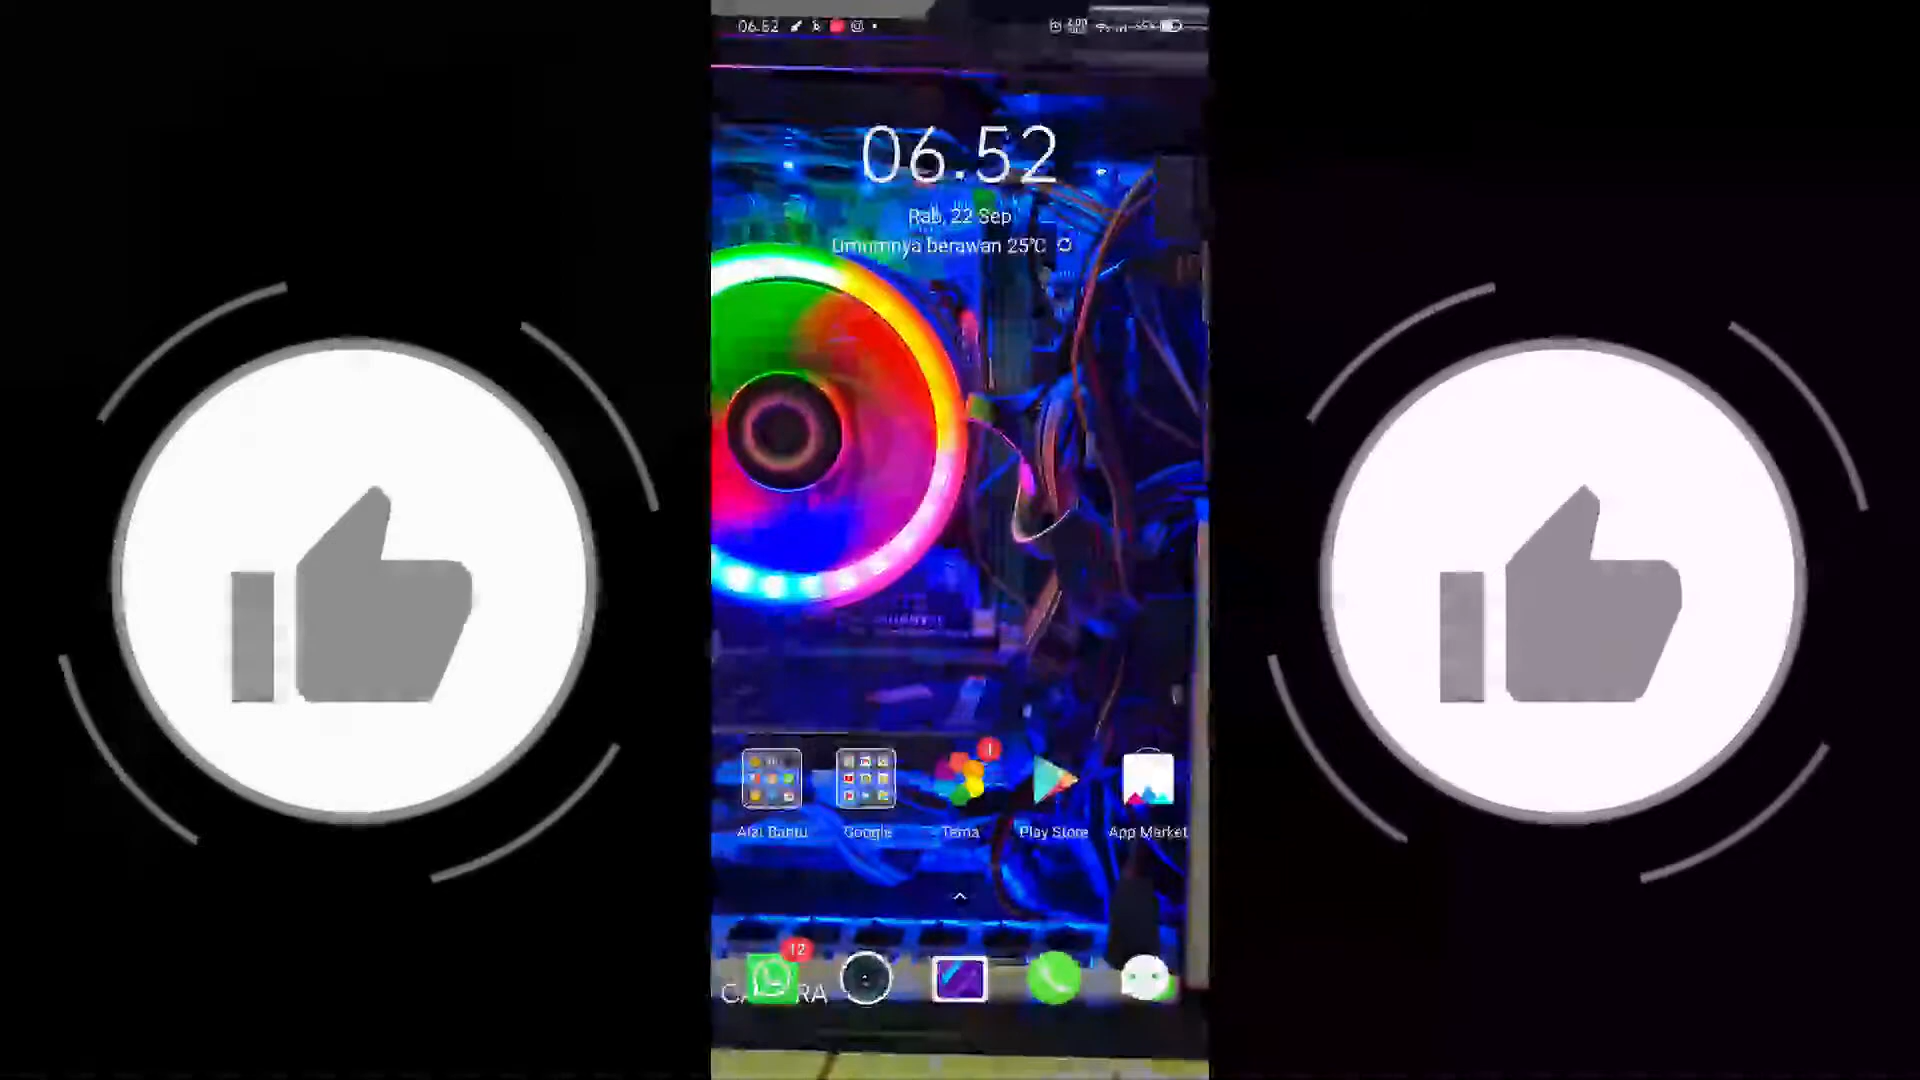 06.52
06.52
Rab, 22 Sep
Umumnya berawan 25°C
1
Alat Bantu
Google
Tema
Play Store
App Market
12